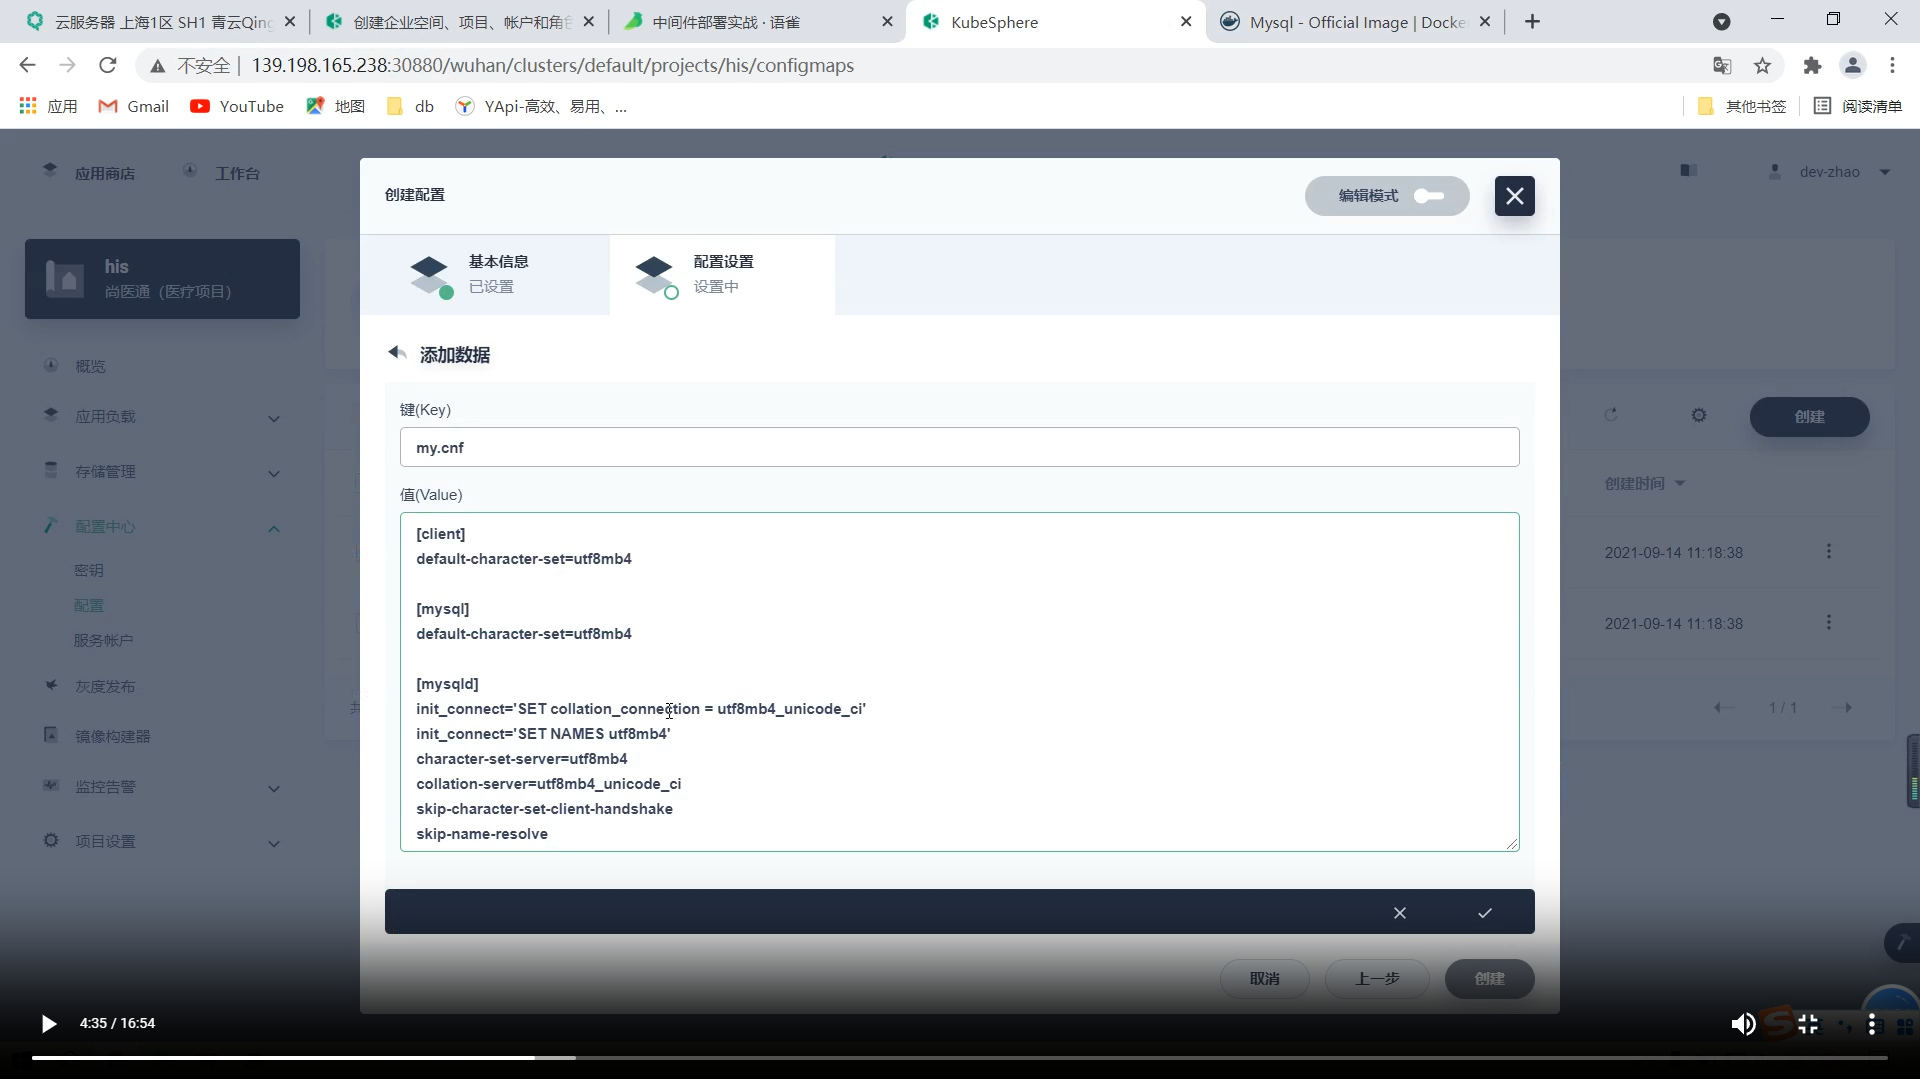 云服务器 上海1区 SH1 青云Qing
创建企业空间、项目、帐户和角色
中间件部署实战 · 语雀
KubeSphere
Mysql - Official Image | Docke
不安全
139.198.165.238:30880/wuhan/clusters/default/projects/his/configmaps
应用
Gmail
YouTube
地图
db
YApi-高效、易用、...
其他书签
阅读清单
应用商店
工作台
dev-zhao
his
尚医通（医疗项目）
概览
应用负载
存储管理
配置中心
密钥
配置
服务帐户
灰度发布
镜像构建器
监控告警
项目设置
创建配置
编辑模式
基本信息
已设置
配置设置
设置中
添加数据
键(Key)
my.cnf
值(Value)
[client]
default-character-set=utf8mb4
[mysql]
default-character-set=utf8mb4
[mysqld]
init_connect='SET collation_connection = utf8mb4_unicode_ci'
init_connect='SET NAMES utf8mb4'
character-set-server=utf8mb4
collation-server=utf8mb4_unicode_ci
skip-character-set-client-handshake
skip-name-resolve
取消
上一步
创建
创建
创建时间
2021-09-14 11:18:38
2021-09-14 11:18:38
1 / 1
4:35 / 16:54